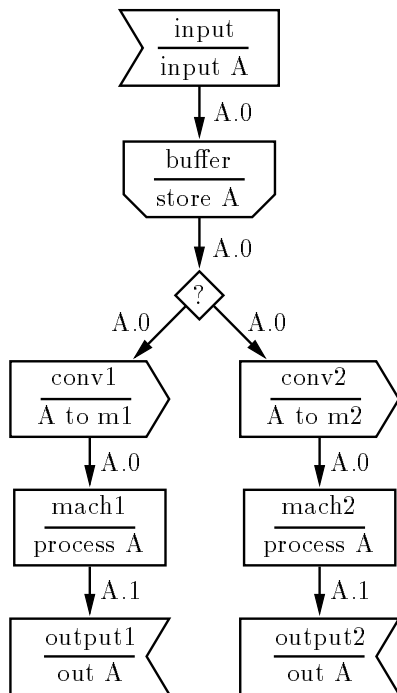 input
input A
A.0
buffer
store A
A.0
?
A.0 A.0
conv1 conv2
A to m1 A to m2
A.0 A.0
mach1 mach2
process A process A
A.1 A.1
output1 output2
out A out A